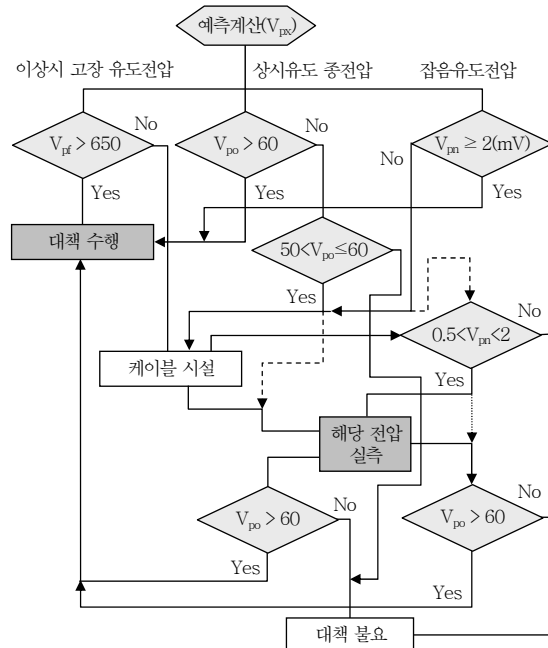 예측계산(Vpx)
이상시 고장 유도전압
상시유도 종전압
잡음유도전압
Vpf > 650
No
Vpo > 60
No
Vpn ≥ 2(mV)
No
Yes
Yes
Yes
대책 수행
50<Vpo≤60
Yes
No
0.5<Vpn<2
케이블 시설
Yes
해당 전압
실측
No
No
Vpo > 60
Vpo > 60
Yes
Yes
대책 불요